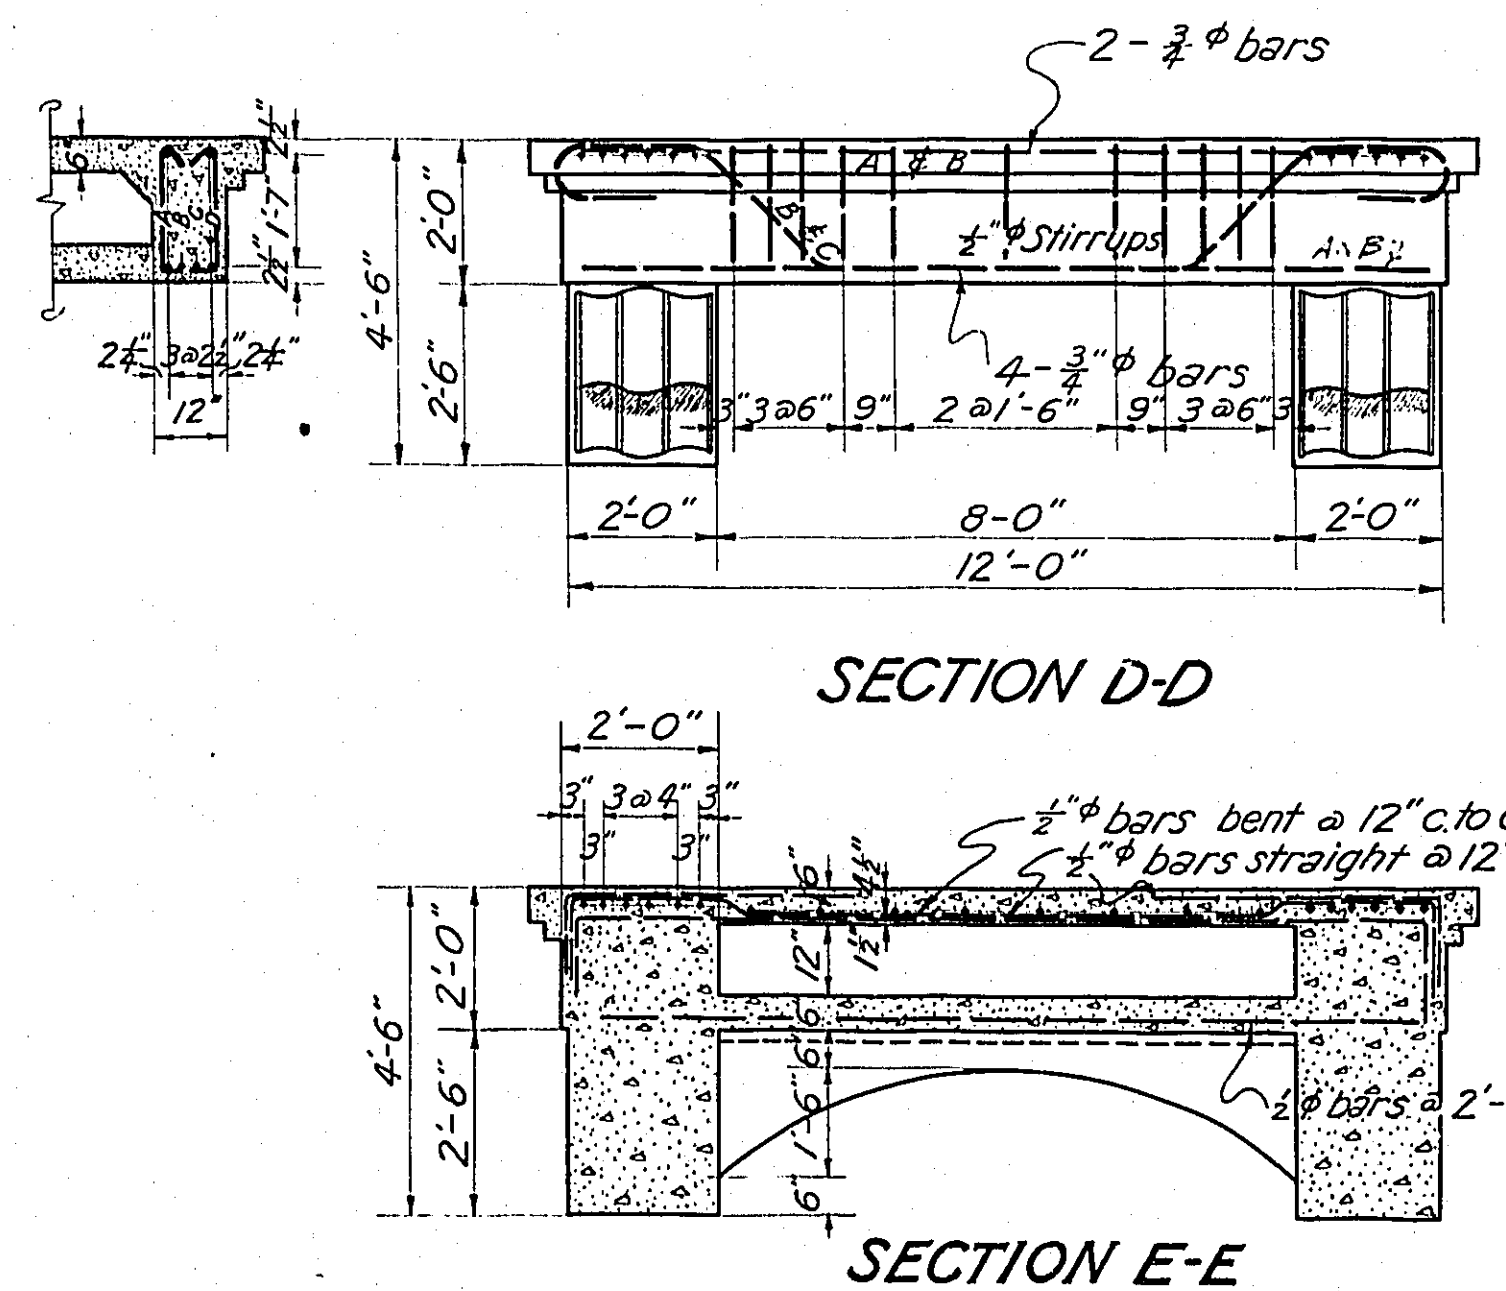 2 - 3/4 φ bars
2½"
6"
1'-7"
2½"
A B C D
2¼" 3@2½" 2¼"
12"
4'-6"
2'-0"
2'-6"
A & B
B & C
½" φ Stirrups
4 - 3/4" φ bars
3" 3@6" 9" 2@1'-6" 9" 3@6" 3
2'-0" 8-0" 2'-0"
12'-0"
SECTION D-D
2'-0"
3" 3@4" 3"
3" 3"
½" φ bars bent @ 12" c. to
½" φ bars straight @ 12"
6" 4½"
12" 1½"
6"
6"
1'-6"
6"
4'-6"
2'-0"
2'-6"
½ φ bars @ 2'-
SECTION E-E